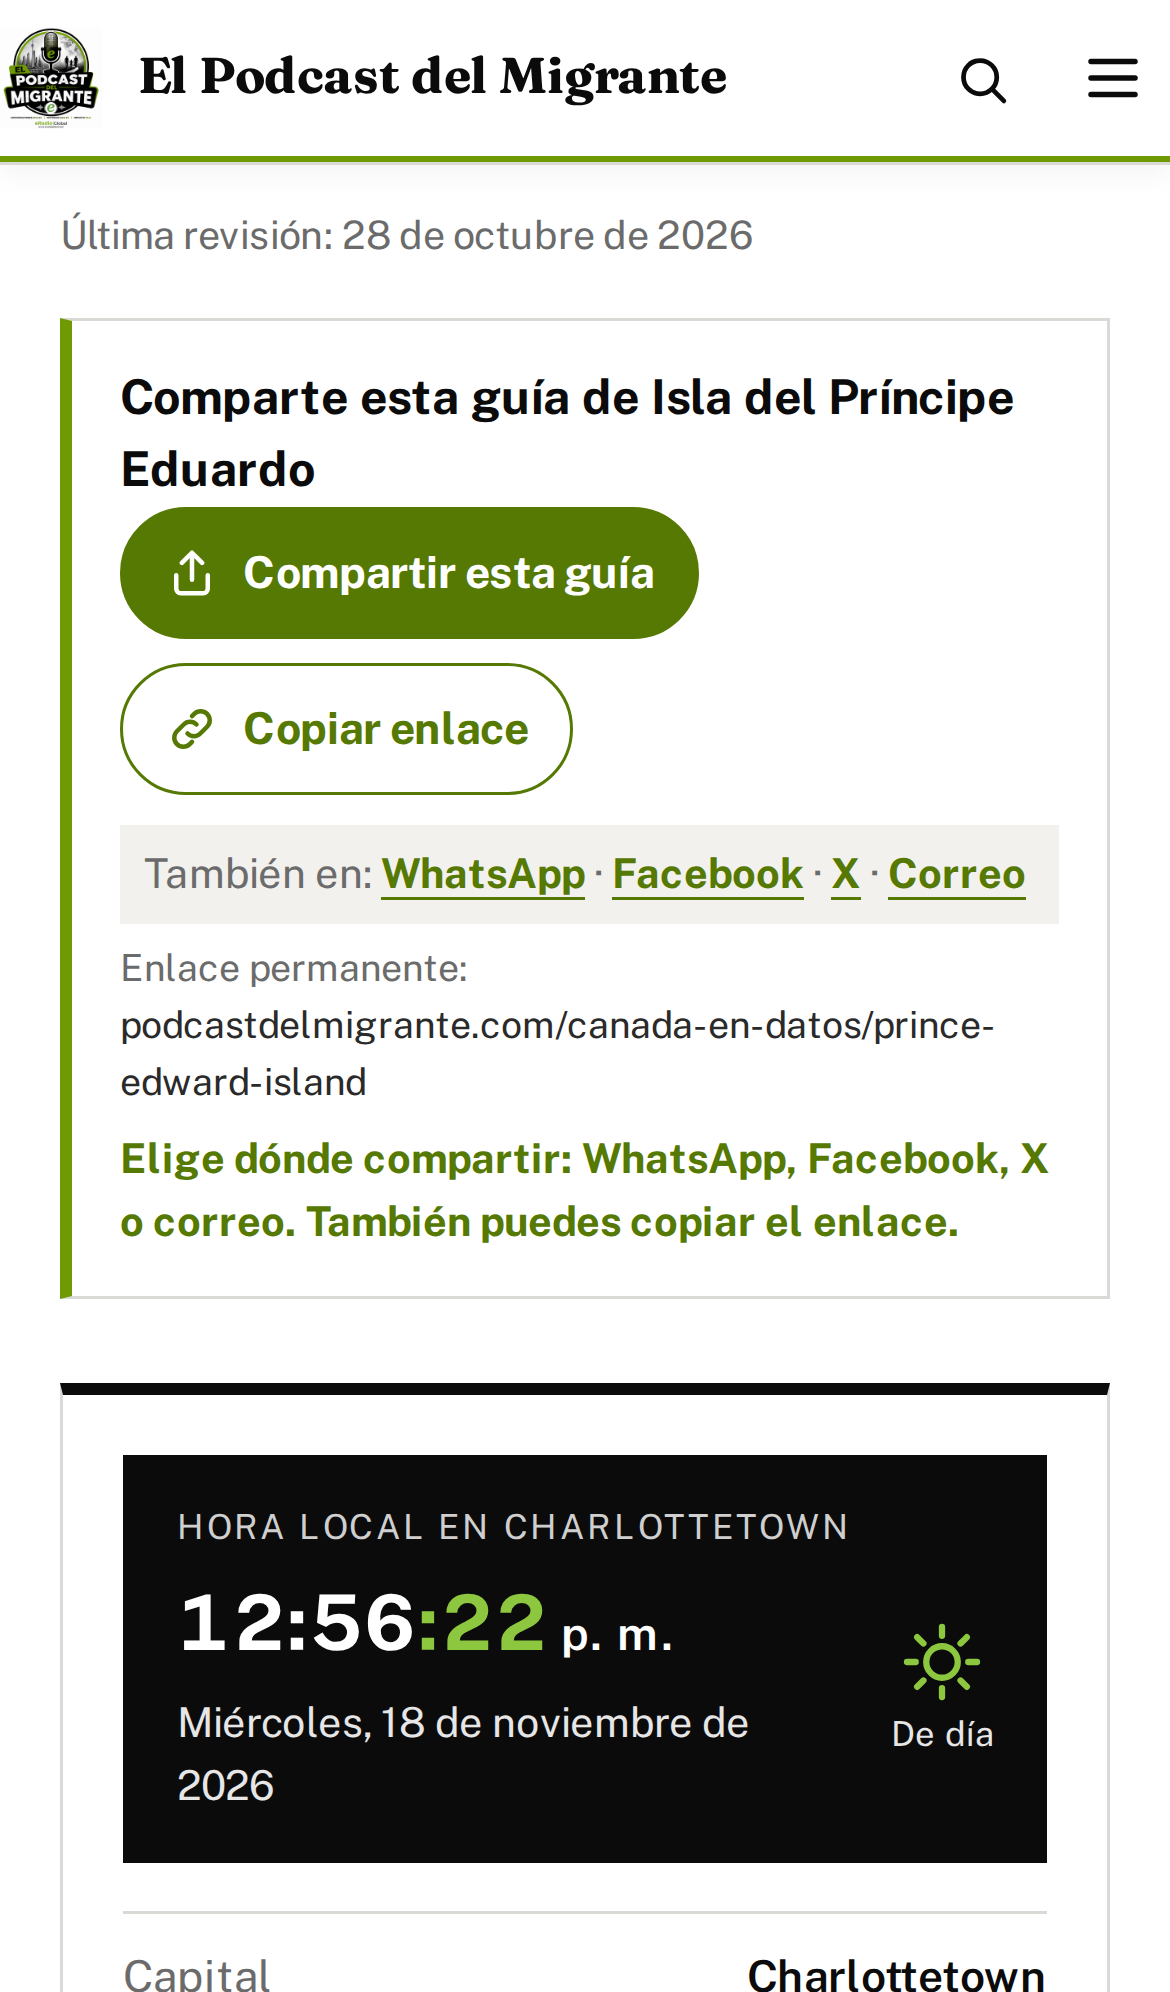 EL
PODCAST
DEL
MIGRANTE
El Podcast del Migrante
Última revisión: 28 de octubre de 2026
Comparte esta guía de Isla del Príncipe
Eduardo
Compartir esta guía
Copiar enlace
También en: WhatsApp · Facebook · X · Correo
Enlace permanente:
podcastdelmigrante.com/canada-en-datos/prince-
edward-island
Elige dónde compartir: WhatsApp, Facebook, X
o correo. También puedes copiar el enlace.
HORA LOCAL EN CHARLOTTETOWN
12:56:22 p. m.
Miércoles, 18 de noviembre de
2026
De día
Capital Charlottetown